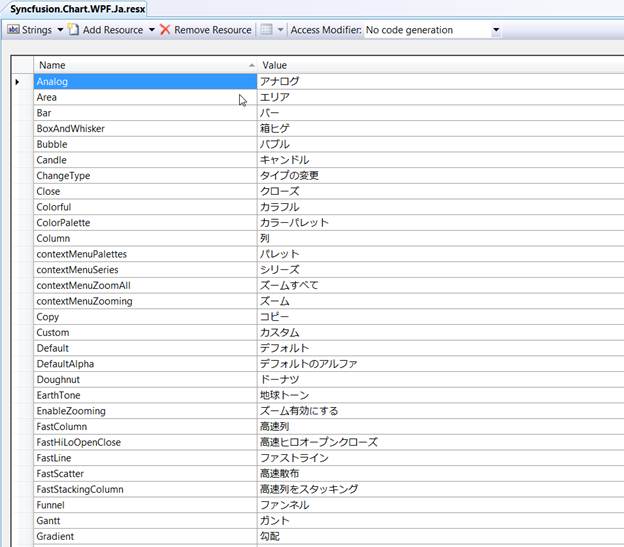 Syncfusion.Chart.WPF.Ja.resx
Strings Add Resource Remove Resource Access Modifier: No code generation
Name Value
Analog アナログ
Area エリア
Bar バー
BoxAndWhisker 箱ヒゲ
Bubble バブル
Candle キャンドル
ChangeType タイプの変更
Close クローズ
Colorful カラフル
ColorPalette カラーパレット
Column 列
contextMenuPalettes パレット
contextMenuSeries シリーズ
contextMenuZoomAll ズームすべて
contextMenuZooming ズーム
Copy コピー
Custom カスタム
Default デフォルト
DefaultAlpha デフォルトのアルファ
Doughnut ドーナツ
EarthTone 地球トーン
EnableZooming ズーム有効にする
FastColumn 高速列
FastHiLoOpenClose 高速ヒロオープンクローズ
FastLine ファストライン
FastScatter 高速散布
FastStackingColumn 高速列をスタッキング
Funnel ファンネル
Gantt ガント
Gradient 勾配